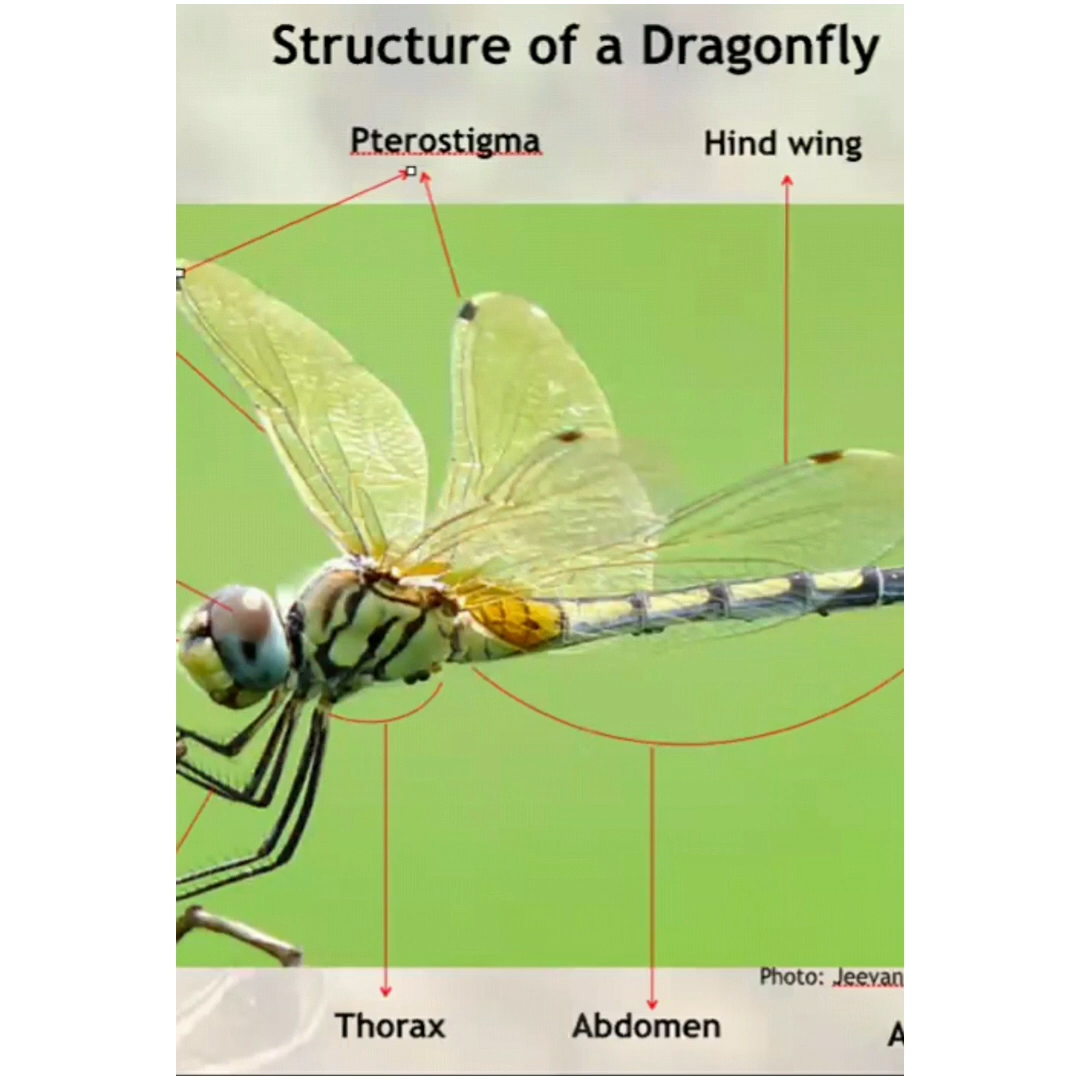 Structure of a Dragonfly
Pterostigma
Hind wing
Photo: Jeevan
Thorax
Abdomen
A